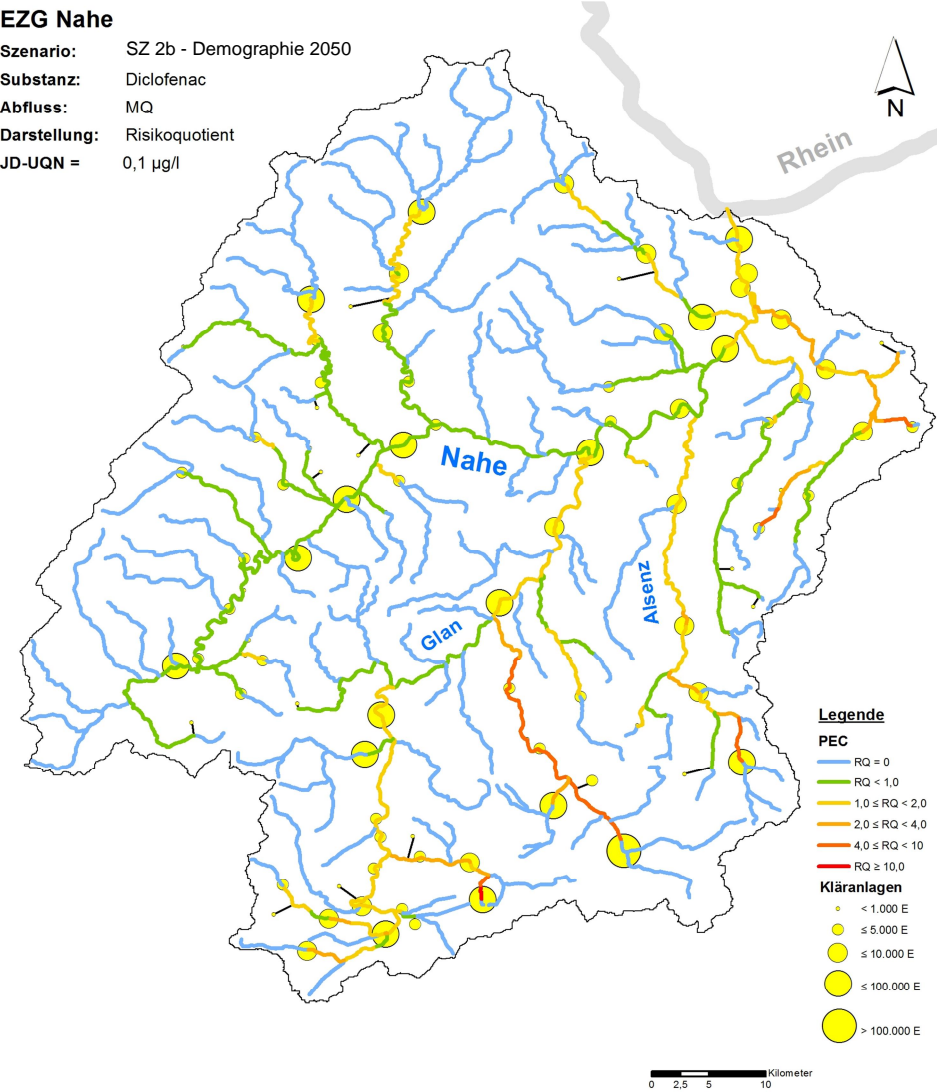 EZG Nahe
Szenario: SZ 2b - Demographie 2050
Substanz: Diclofenac
Abfluss: MQ
Darstellung: Risikoquotient
JD-UQN = 0,1 µg/l
N
Rhein
Nahe
Alsenz
Glan
Legende
PEC
RQ = 0
RQ < 1,0
1,0 ≤ RQ < 2,0
2,0 ≤ RQ < 4,0
4,0 ≤ RQ < 10
RQ ≥ 10,0
Kläranlagen
< 1.000 E
≤ 5.000 E
≤ 10.000 E
≤ 100.000 E
> 100.000 E
Kilometer
0 2,5 5 10